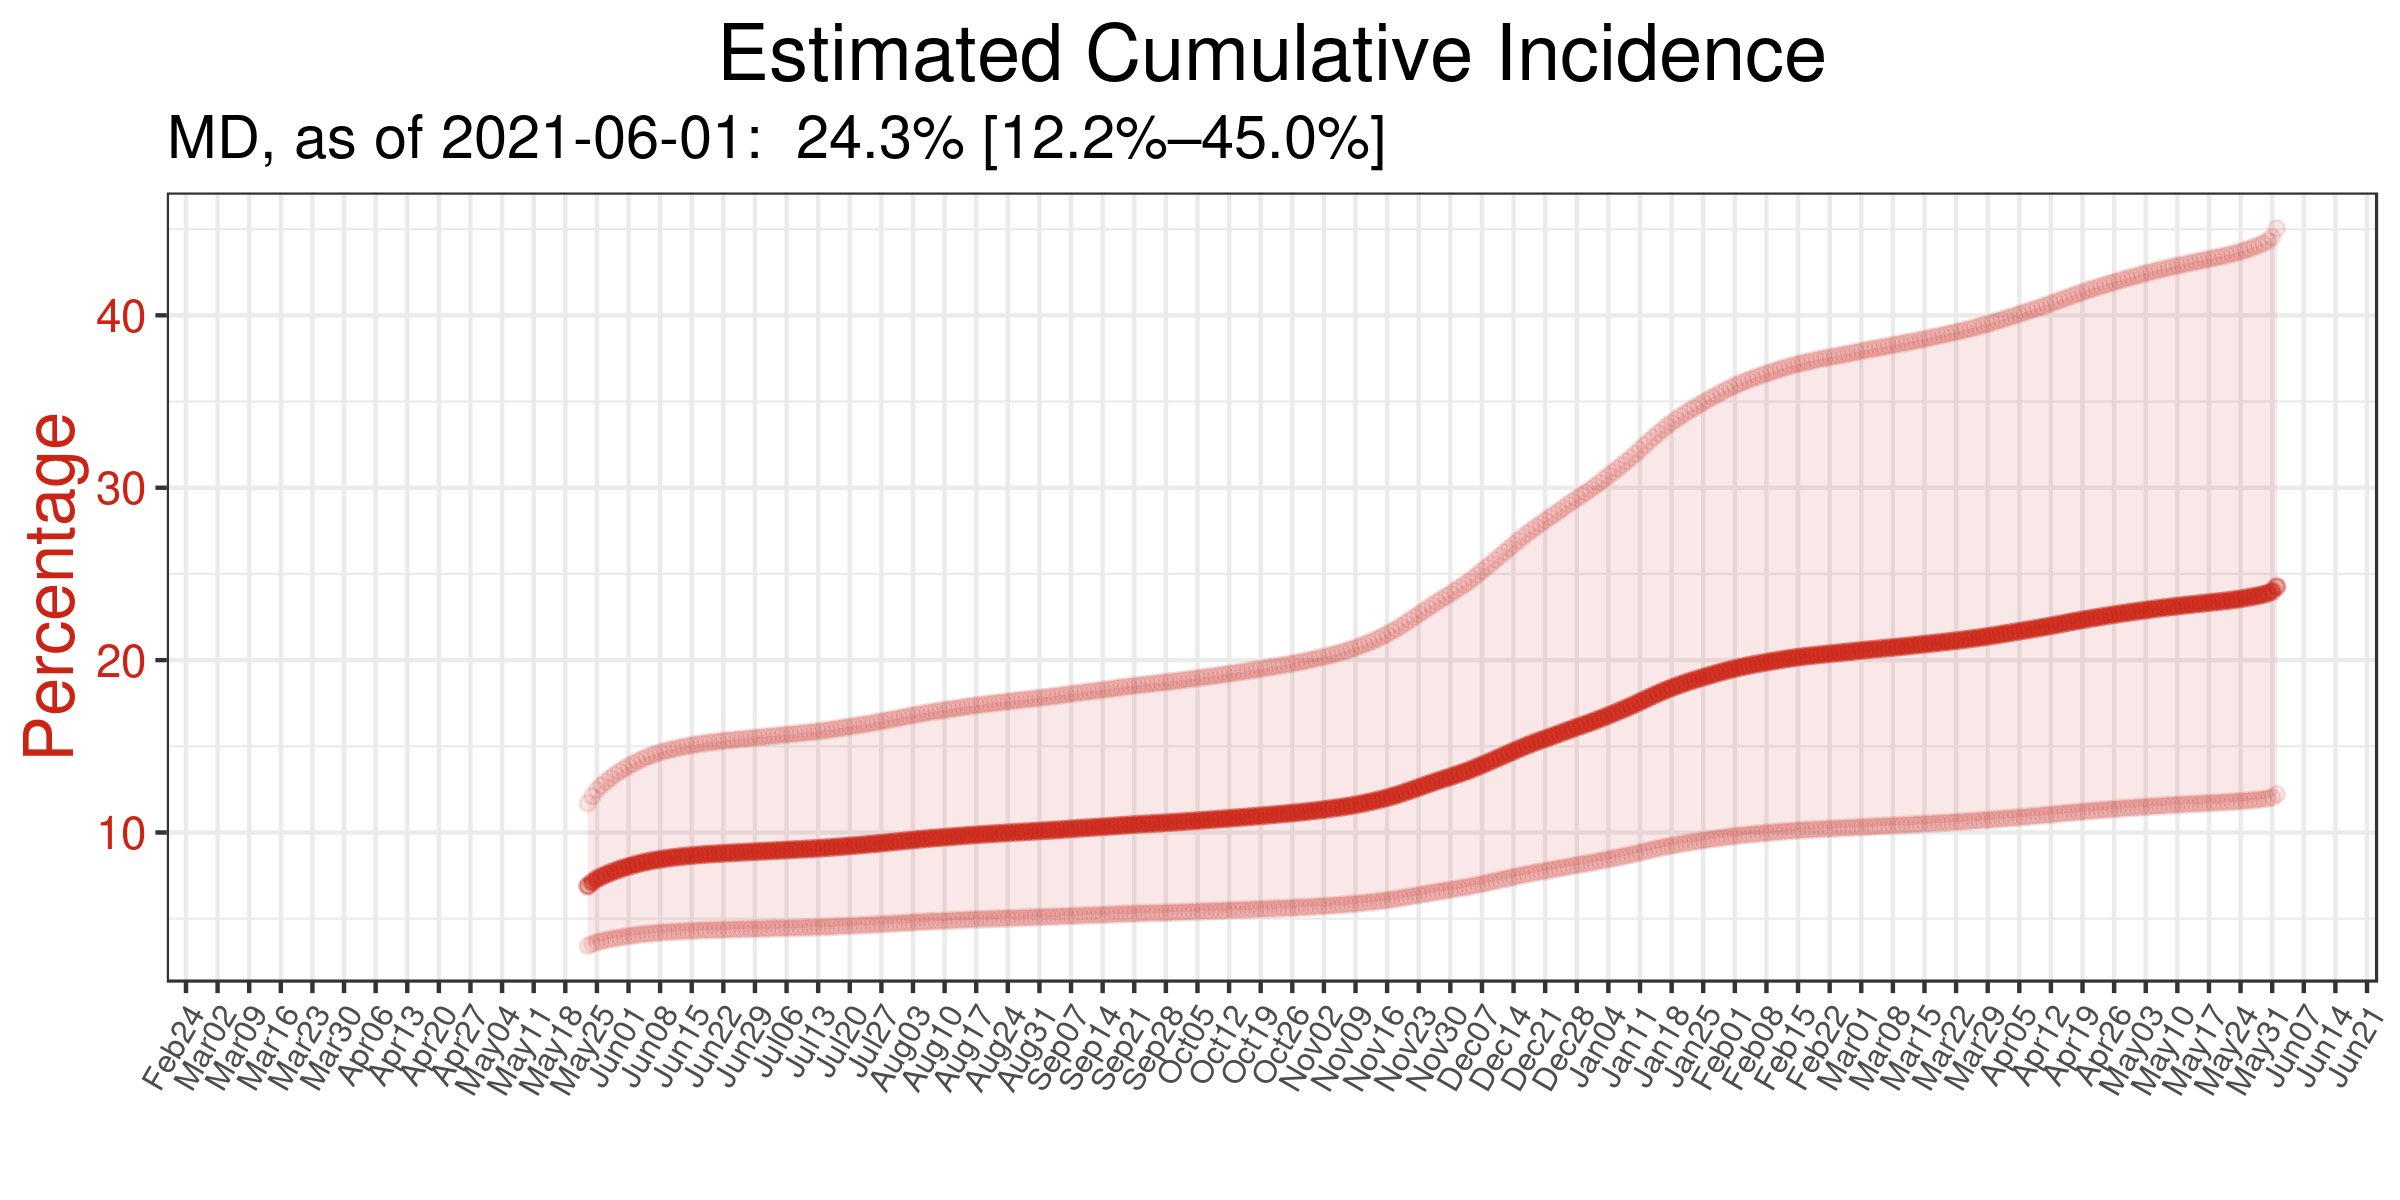 Estimated Cumulative Incidence
MD, as of 2021-06-01:  24.3% [12.2%–45.0%]
Percentage
40
30
20
10
Feb24
Mar02
Mar09
Mar16
Mar23
Mar30
Apr06
Apr13
Apr20
Apr27
May04
May11
May18
May25
Jun01
Jun08
Jun15
Jun22
Jun29
Jul06
Jul13
Jul20
Jul27
Aug03
Aug10
Aug17
Aug24
Aug31
Sep07
Sep14
Sep21
Sep28
Oct05
Oct12
Oct19
Oct26
Nov02
Nov09
Nov16
Nov23
Nov30
Dec07
Dec14
Dec21
Dec28
Jan04
Jan11
Jan18
Jan25
Feb01
Feb08
Feb15
Feb22
Mar01
Mar08
Mar15
Mar22
Mar29
Apr05
Apr12
Apr19
Apr26
May03
May10
May17
May24
May31
Jun07
Jun14
Jun21